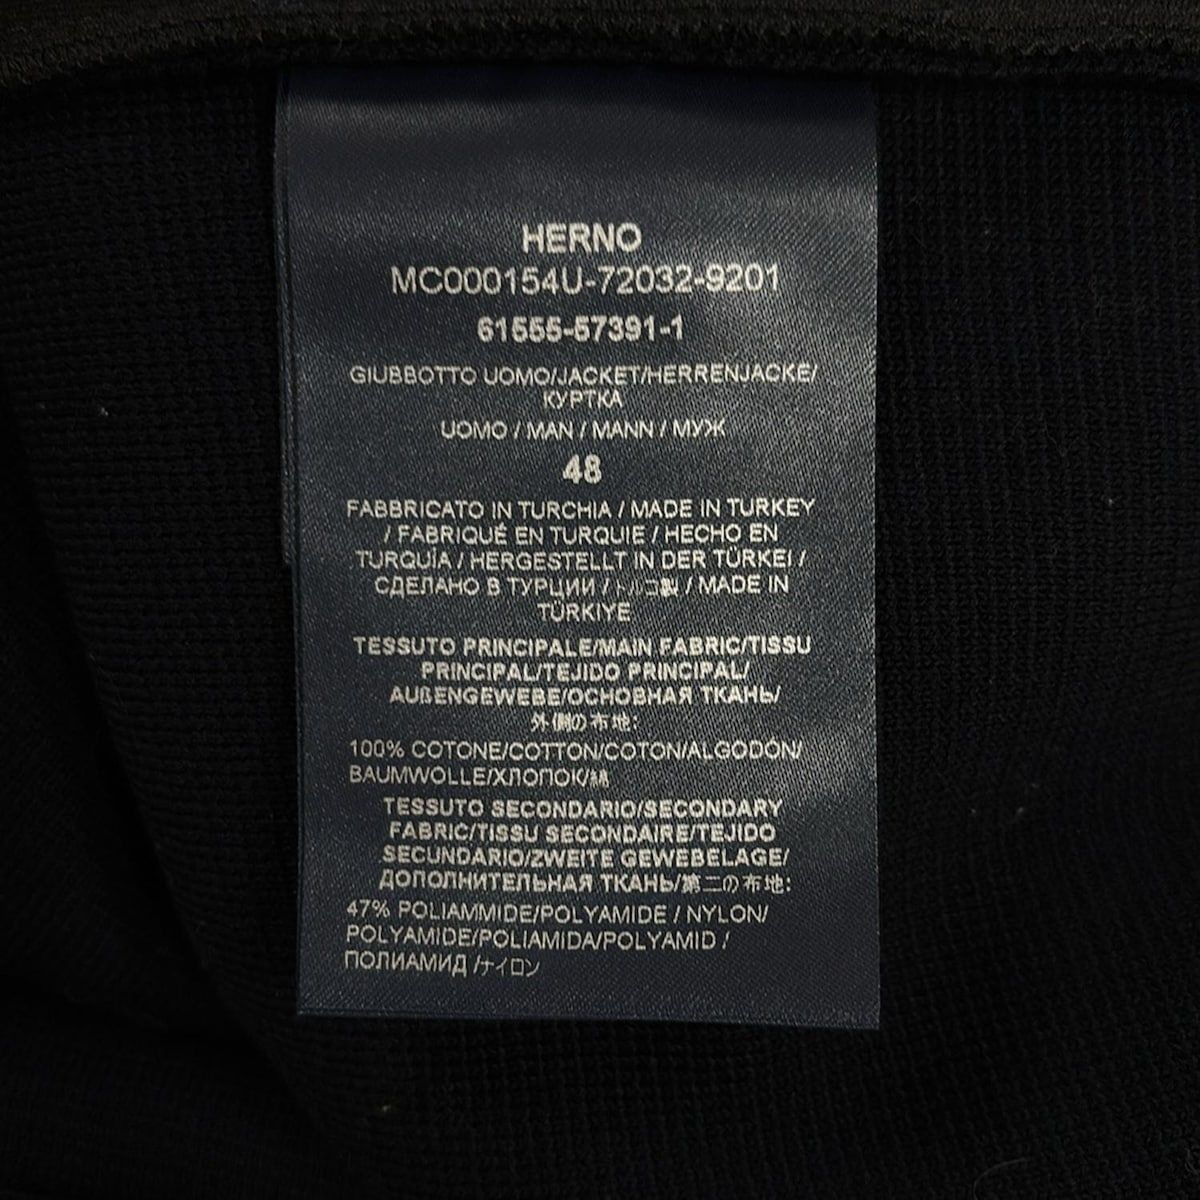 HERNO
MC000154U-72032-9201
61555-57391-1
GIUBBOTTO UOMO/JACKET/HERRENJACKE/
КУРТКА
UOMO / MAN / MANN / МУЖ
48
FABBRICATO IN TURCHIA / MADE IN TURKEY
/ FABRIQUÉ EN TURQUIE / HECHO EN
TURQUÍA / HERGESTELLT IN DER TÜRKEI /
СДЕЛАНО В ТУРЦИИ / トルコ製 / MADE IN
TÜRKIYE
TESSUTO PRINCIPALE/MAIN FABRIC/TISSU
PRINCIPAL/TEJIDO PRINCIPAL/
AUßENGEWEBE/ОСНОВНАЯ ТКАНЬ/
外側の布地:
100% COTONE/COTTON/COTON/ALGODÓN/
BAUMWOLLE/ХЛОПОК/綿
TESSUTO SECONDARIO/SECONDARY
FABRIC/TISSU SECONDAIRE/TEJIDO
SECUNDARIO/ZWEITE GEWEBELAGE/
ДОПОЛНИТЕЛЬНАЯ ТКАНЬ/第二の布地:
47% POLIAMMIDE/POLYAMIDE / NYLON/
POLYAMIDE/POLIAMIDA/POLYAMID /
ПОЛИАМИД /ナイロン